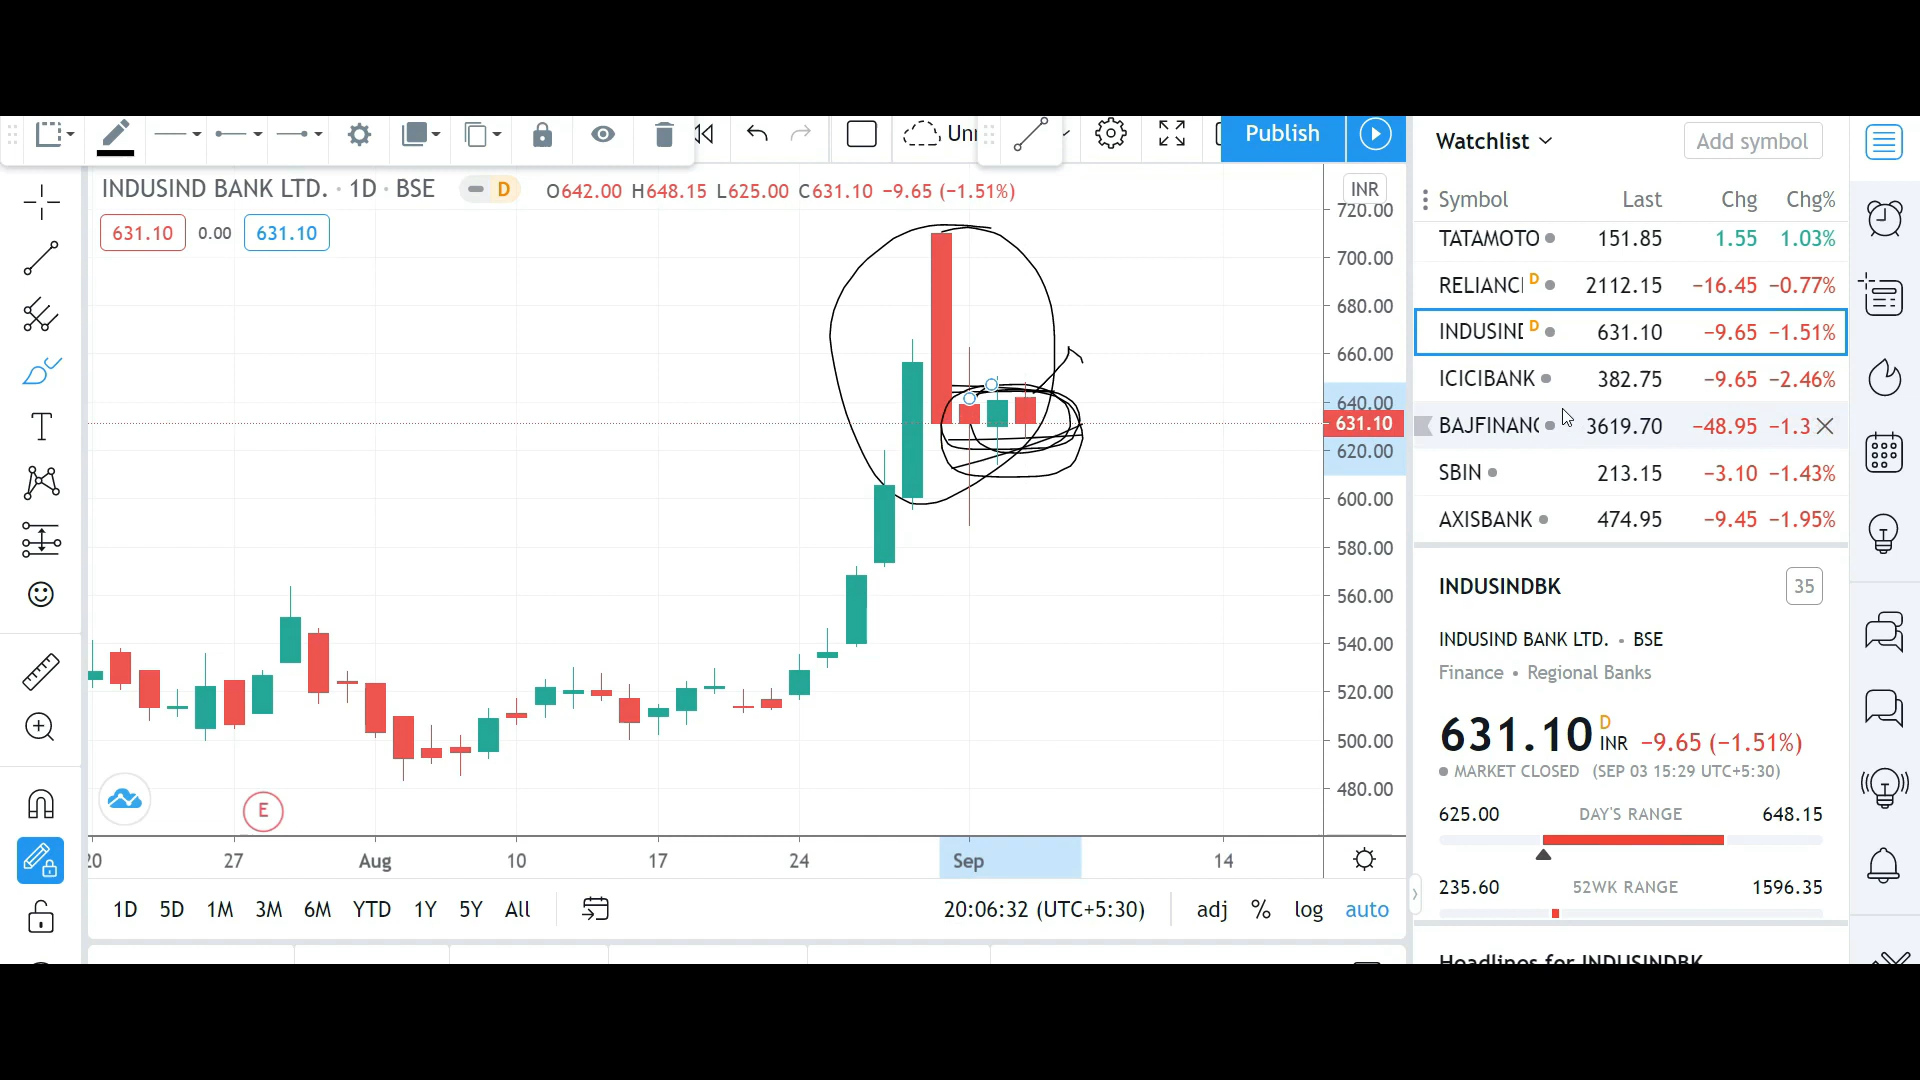 Unn
Publish
INDUSIND BANK LTD. · 1D · BSE
D
O642.00 H648.15 L625.00 C631.10 −9.65 (−1.51%)
631.10 0.00 631.10
INR
720.00
700.00
680.00
660.00
640.00
631.10
620.00
600.00
580.00
560.00
540.00
520.00
500.00
480.00
E
20 27 Aug 10 17 24 Sep 14
1D 5D 1M 3M 6M YTD 1Y 5Y All
20:06:32 (UTC+5:30) adj % log auto
Watchlist
Add symbol
Symbol Last Chg Chg%
TATAMOTO 151.85 1.55 1.03%
RELIANCI D 2112.15 −16.45 −0.77%
INDUSIND D 631.10 −9.65 −1.51%
ICICIBANK 382.75 −9.65 −2.46%
BAJFINANC 3619.70 −48.95 −1.3
SBIN 213.15 −3.10 −1.43%
AXISBANK 474.95 −9.45 −1.95%
INDUSINDBK 35
INDUSIND BANK LTD. • BSE
Finance • Regional Banks
631.10 D INR −9.65 (−1.51%)
MARKET CLOSED (SEP 03 15:29 UTC+5:30)
625.00 DAY'S RANGE 648.15
235.60 52WK RANGE 1596.35
Headlines for INDUSINDBK